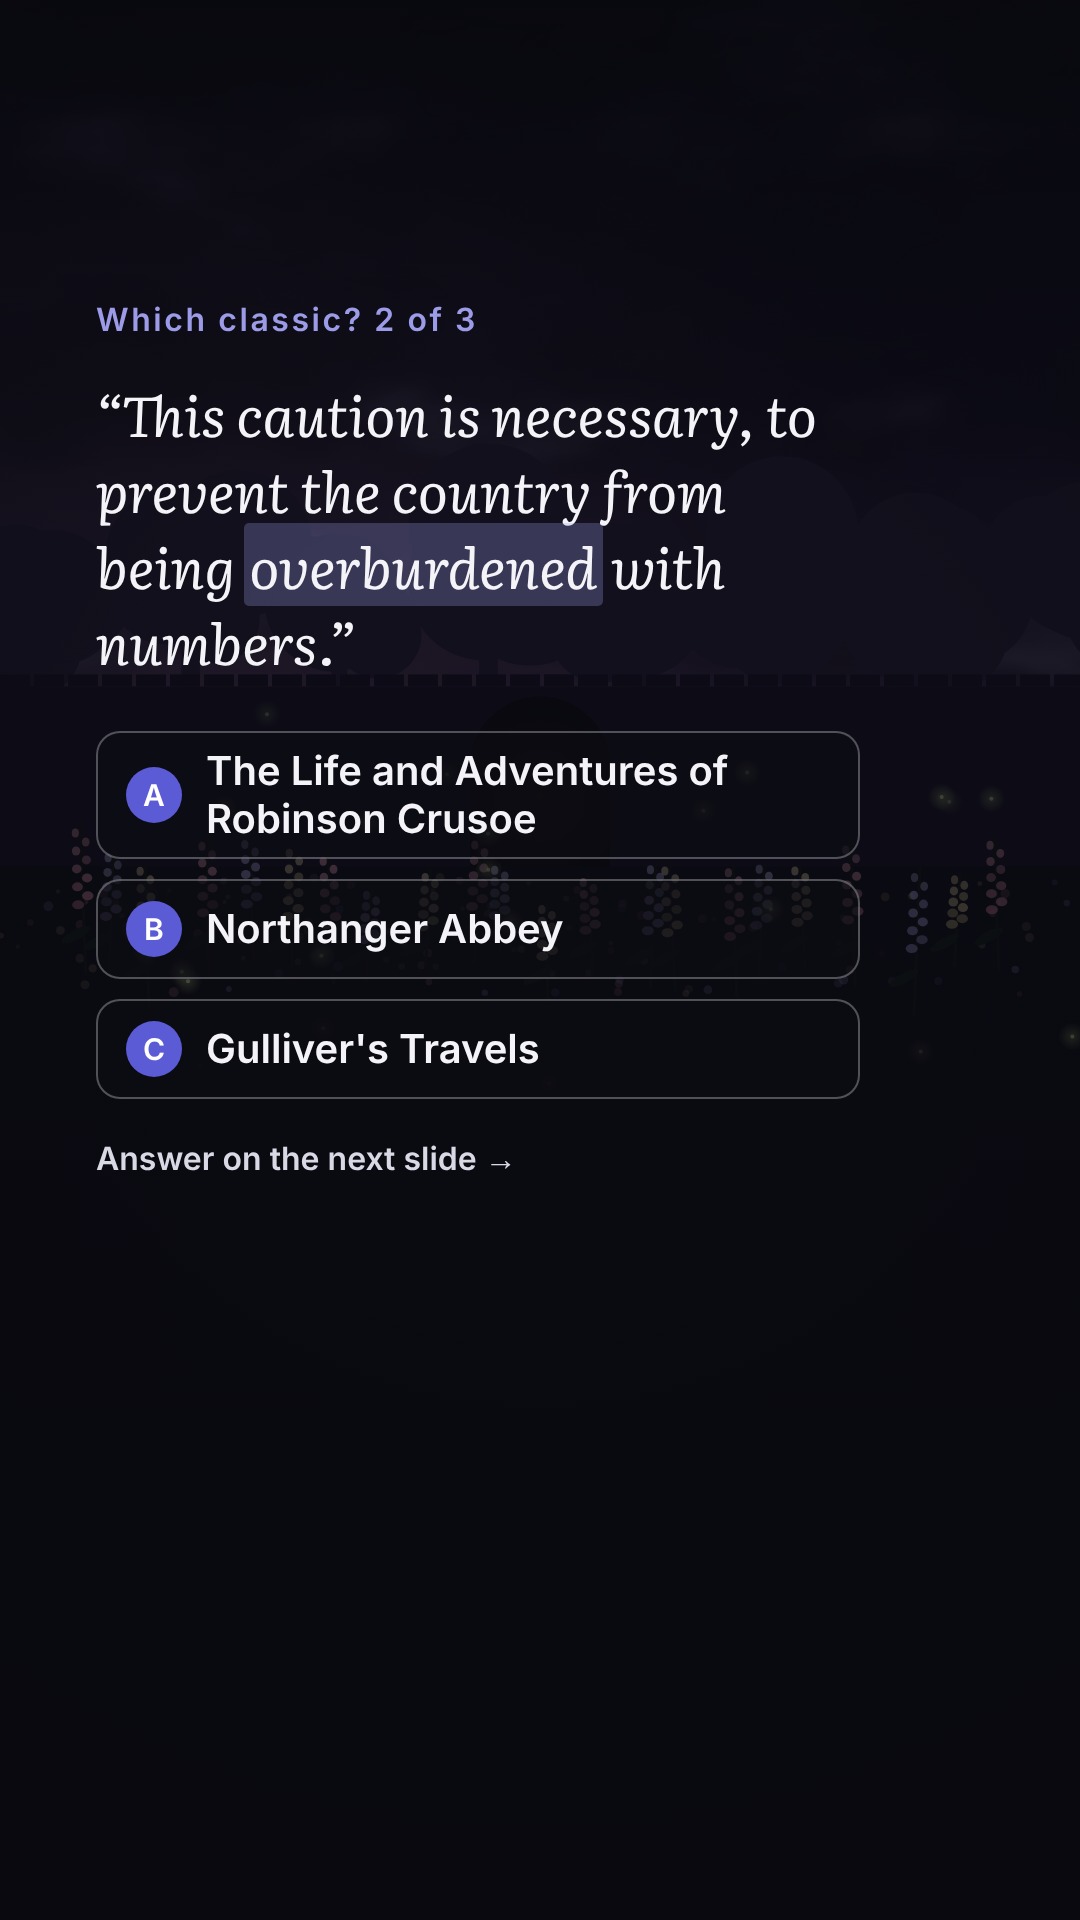 Which classic? 2 of 3
“This caution is necessary, to
prevent the country from
being overburdened with
numbers.”
A The Life and Adventures of
Robinson Crusoe
B Northanger Abbey
C Gulliver's Travels
Answer on the next slide →